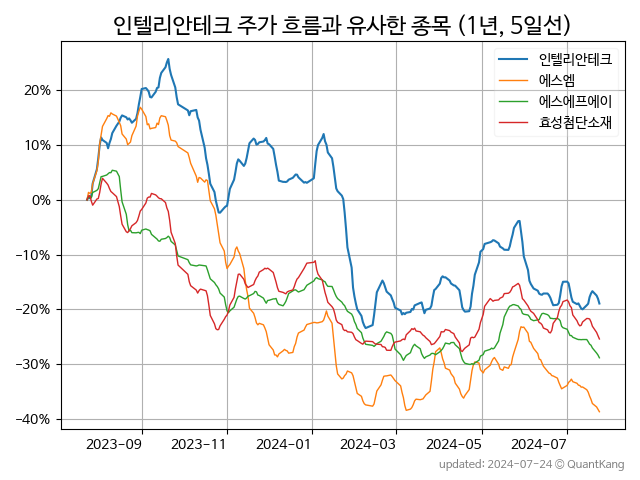 인텔리안테크 주가 흐름과 유사한 종목 (1년, 5일선)
인텔리안테크
에스엠
에스에프에이
효성첨단소재
20%
10%
0%
−10%
−20%
−30%
−40%
2023-09
2023-11
2024-01
2024-03
2024-05
2024-07
updated: 2024-07-24 © QuantKang